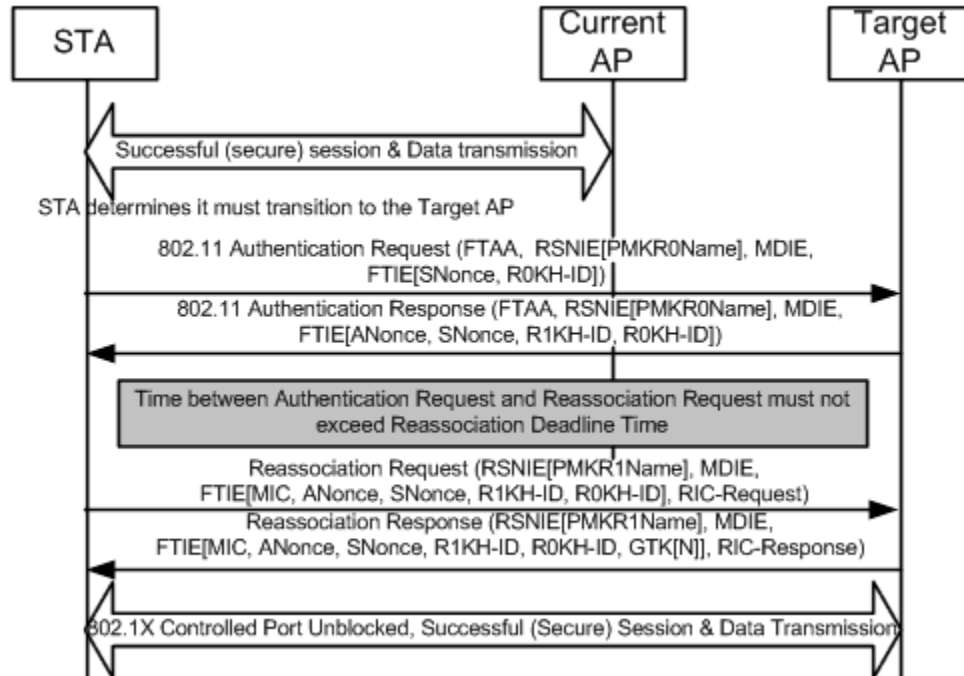 STA
Current
AP
Target
AP
Successful (secure) session & Data transmission
STA determines it must transition to the Target AP
802.11 Authentication Request (FTAA, RSNIE[PMKR0Name], MDIE,
FTIE[SNonce, R0KH-ID])
802.11 Authentication Response (FTAA, RSNIE[PMKR0Name], MDIE,
FTIE[ANonce, SNonce, R1KH-ID, R0KH-ID])
Time between Authentication Request and Reassociation Request must not
exceed Reassociation Deadline Time
Reassociation Request (RSNIE[PMKR1Name], MDIE,
FTIE[MIC, ANonce, SNonce, R1KH-ID, R0KH-ID], RIC-Request)
Reassociation Response (RSNIE[PMKR1Name], MDIE,
FTIE[MIC, ANonce, SNonce, R1KH-ID, R0KH-ID, GTK[N]], RIC-Response)
802.1X Controlled Port Unblocked, Successful (Secure) Session & Data Transmission